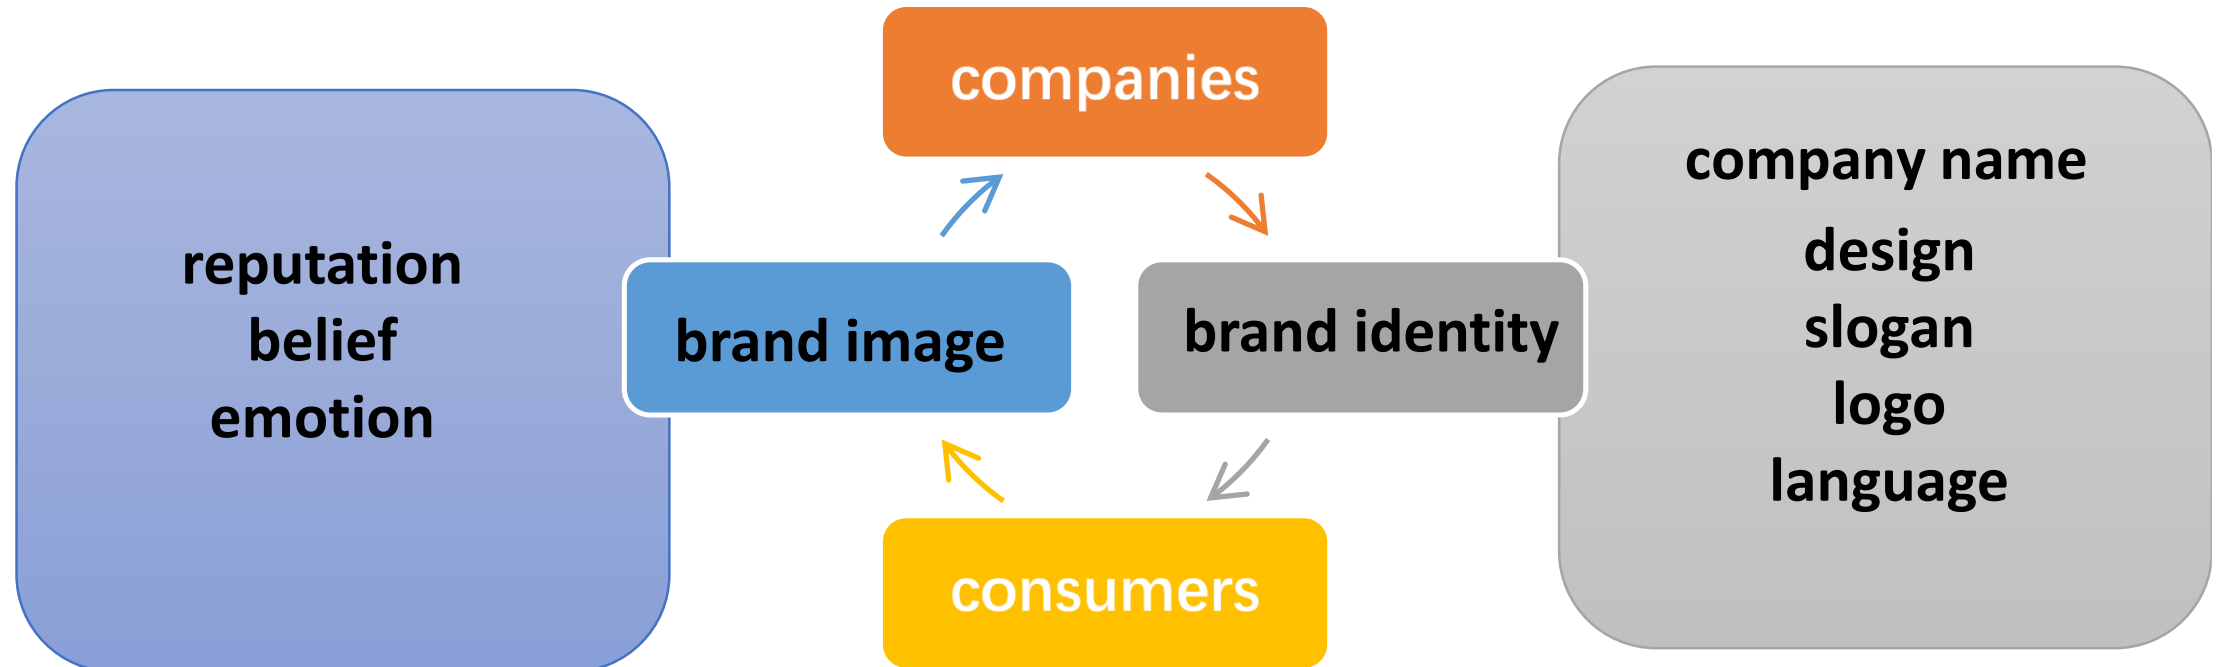 companies
reputation
belief
emotion
brand image
brand identity
company name
design
slogan
logo
language
consumers